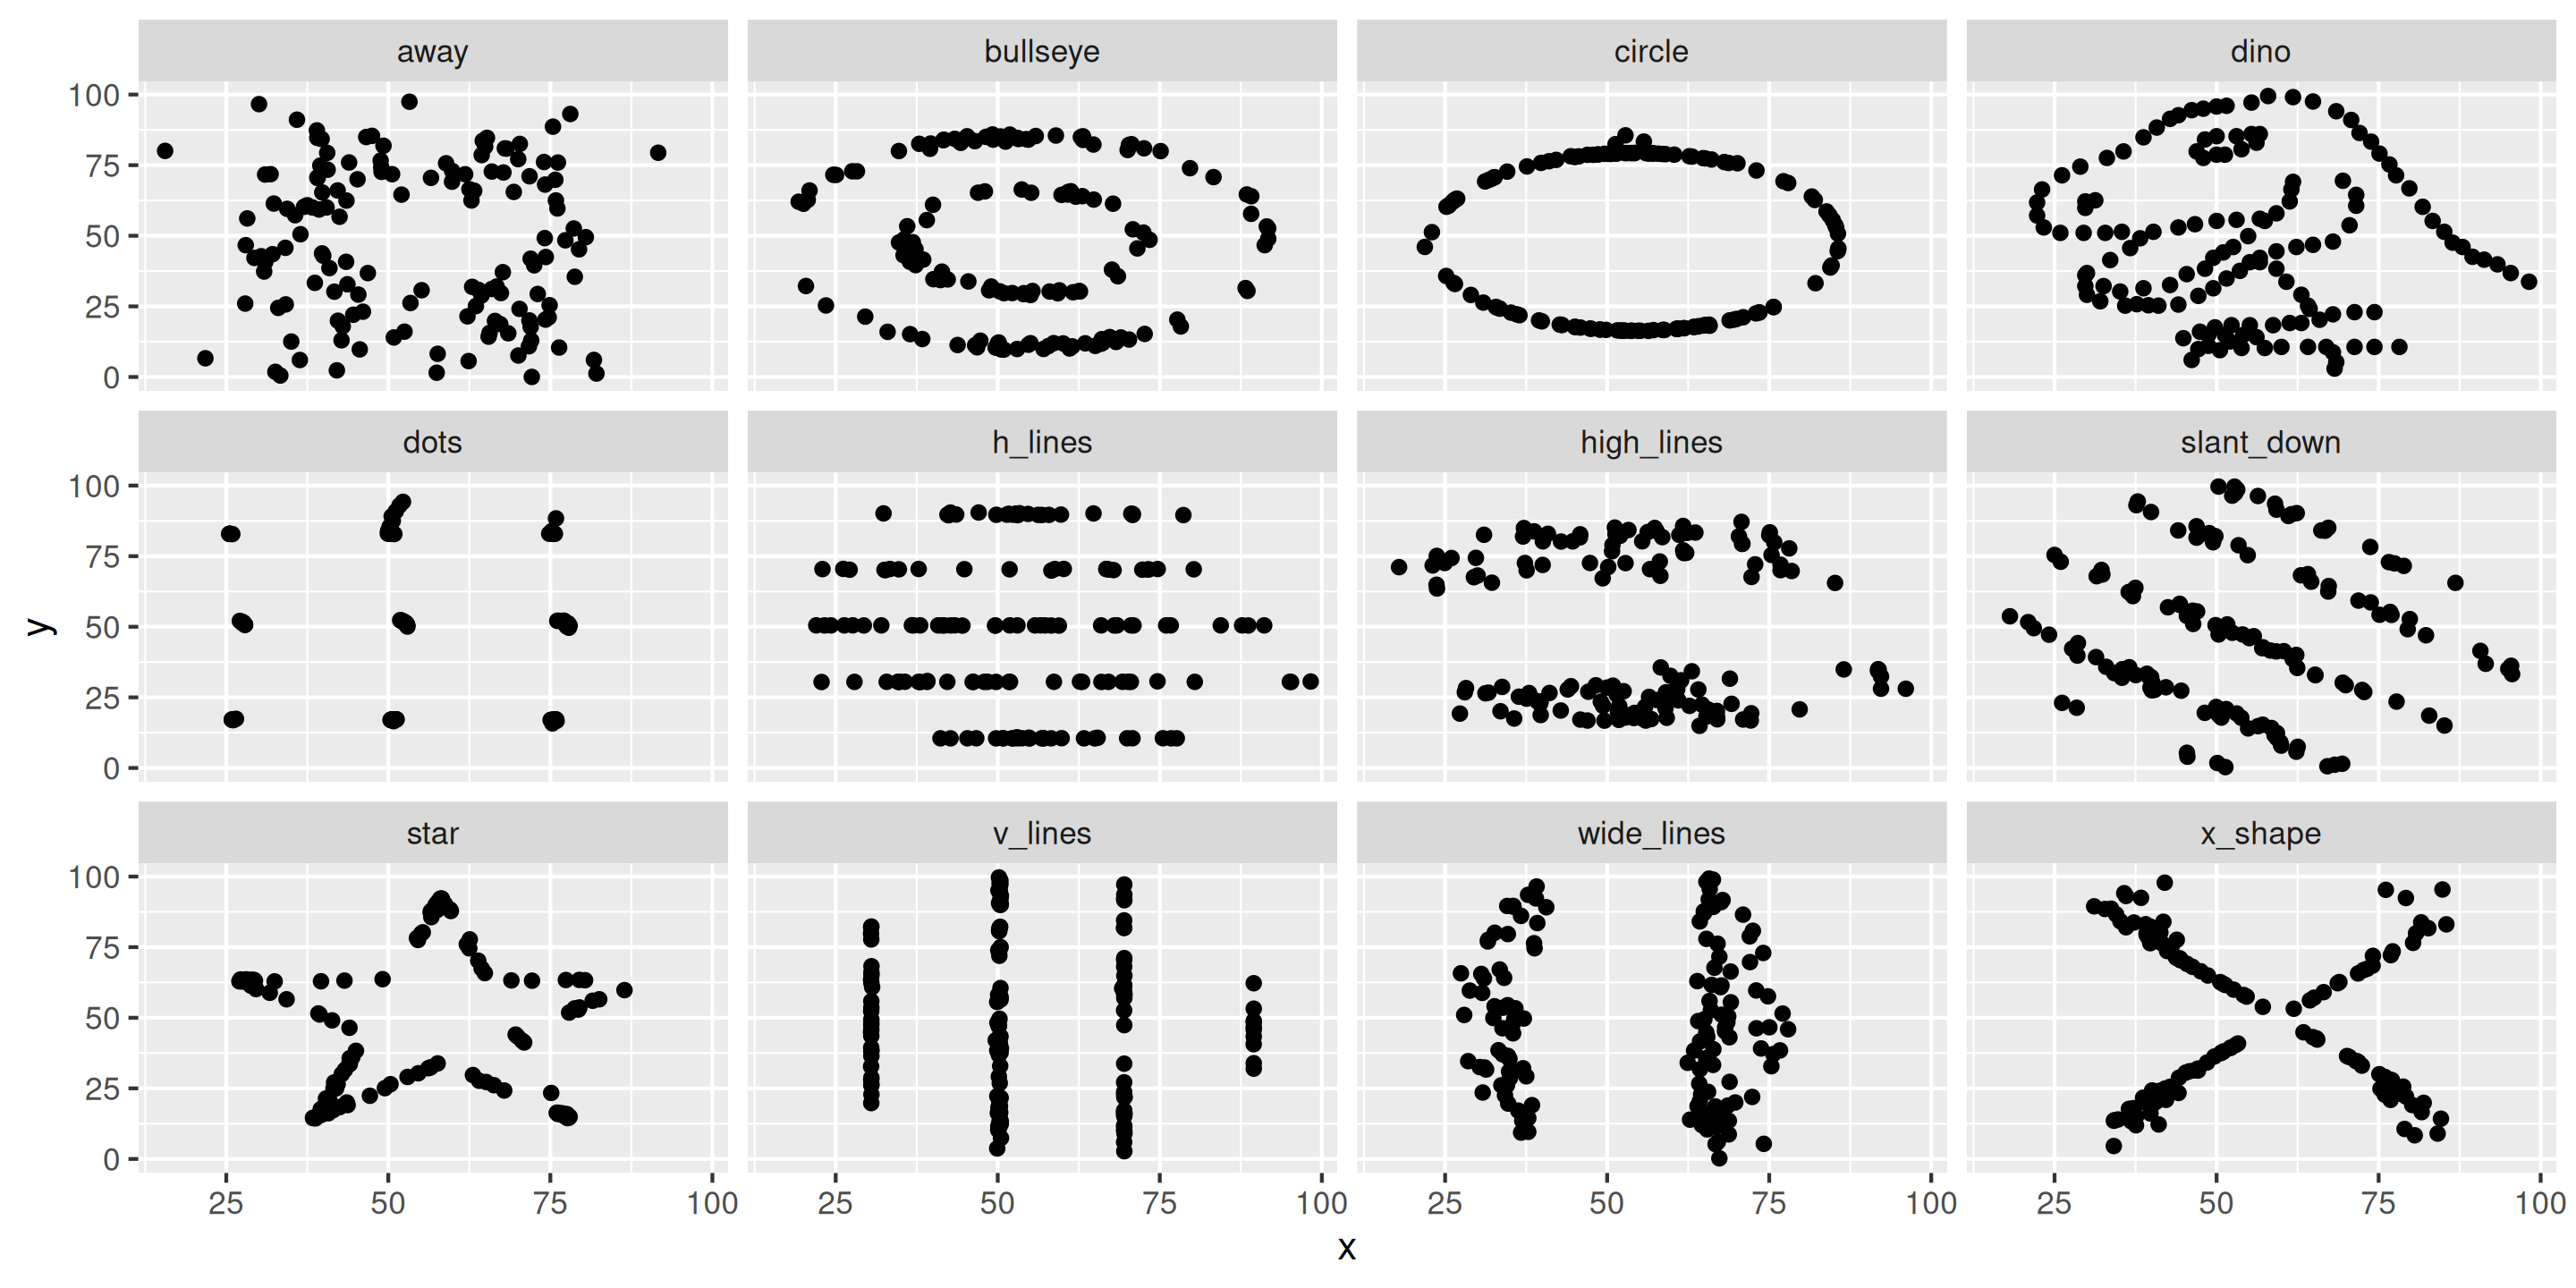 away bullseye circle dino
100
75
50
25
0
dots h_lines high_lines slant_down
100
75
50
25
0
star v_lines wide_lines x_shape
100
75
50
25
0
25 50 75 100 25 50 75 100 25 50 75 100 25 50 75 100
x
y